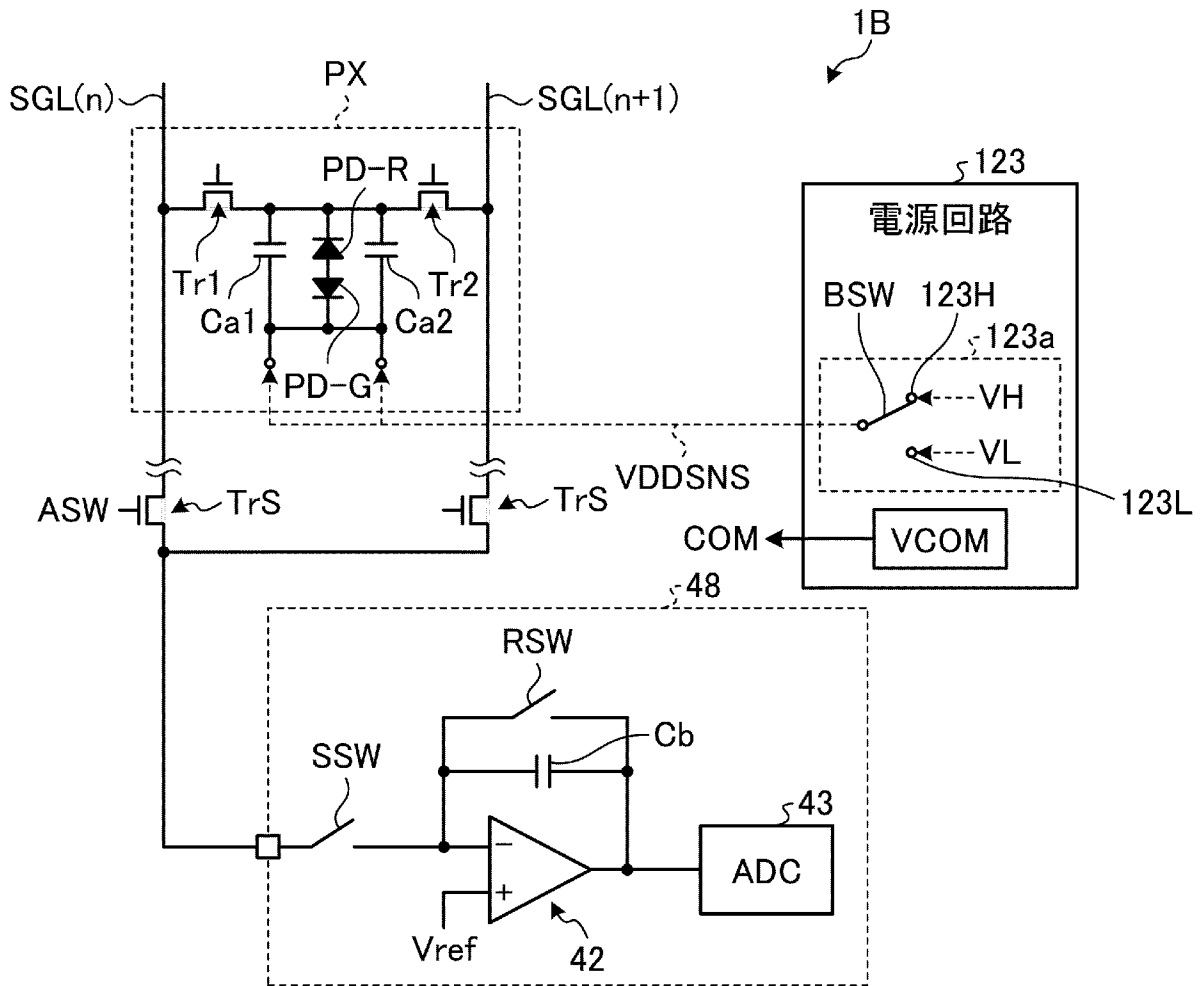 1B
PX
SGL(n)
SGL(n+1)
PD-R
123
電源回路
Tr1
Tr2
Ca1
Ca2
PD-G
BSW
123H
123a
VH
VL
VDDSNS
123L
ASW
TrS
TrS
COM
VCOM
48
RSW
Cb
SSW
43
−
+
ADC
Vref
42